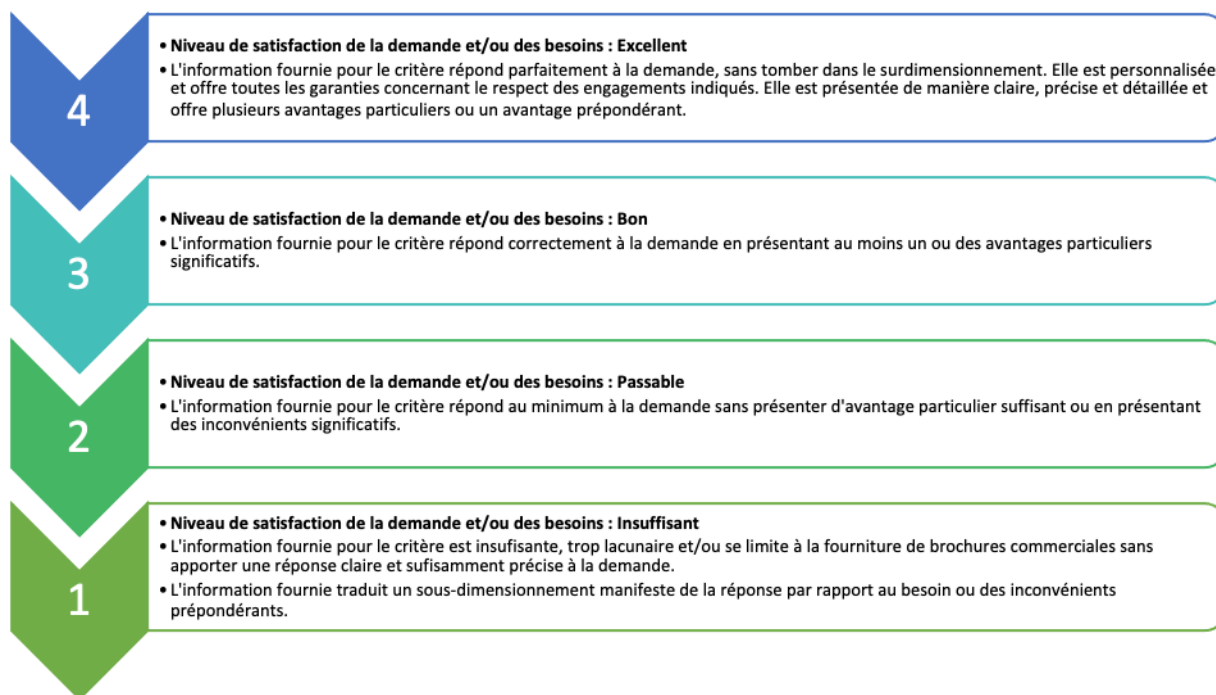 4
• Niveau de satisfaction de la demande et/ou des besoins : Excellent
• L'information fournie pour le critère répond parfaitement à la demande, sans tomber dans le surdimensionnement. Elle est personnalisée
et offre toutes les garanties concernant le respect des engagements indiqués. Elle est présentée de manière claire, précise et détaillée et
offre plusieurs avantages particuliers ou un avantage prépondérant.
3
• Niveau de satisfaction de la demande et/ou des besoins : Bon
• L'information fournie pour le critère répond correctement à la demande en présentant au moins un ou des avantages particuliers
significatifs.
2
• Niveau de satisfaction de la demande et/ou des besoins : Passable
• L'information fournie pour le critère répond au minimum à la demande sans présenter d'avantage particulier suffisant ou en présentant
des inconvénients significatifs.
1
• Niveau de satisfaction de la demande et/ou des besoins : Insuffisant
• L'information fournie pour le critère est insufisante, trop lacunaire et/ou se limite à la fourniture de brochures commerciales sans
apporter une réponse claire et sufisamment précise à la demande.
• L'information fournie traduit un sous-dimensionnement manifeste de la réponse par rapport au besoin ou des inconvénients
prépondérants.